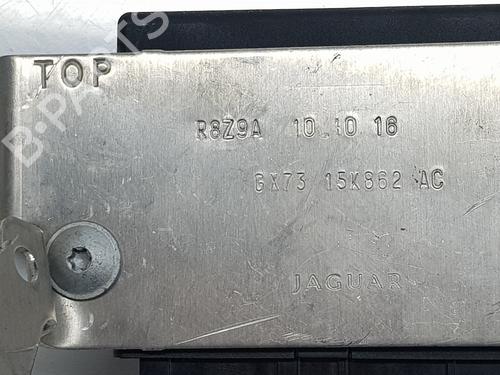 TOP
R8Z9A 10 10 16
GX73 15K862 AC
JAGUAR
B-PARTS